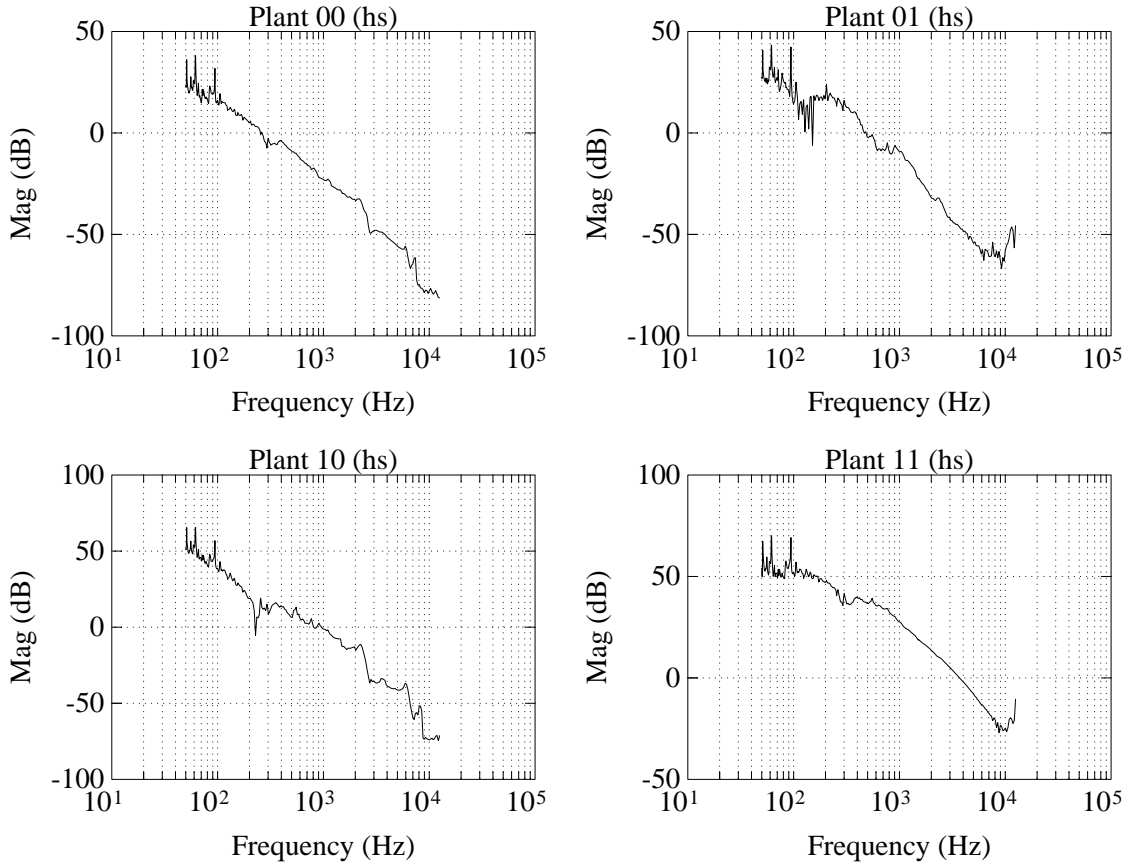 Plant 00 (hs)
50
0
-50
-100
Mag (dB)
10¹ 10² 10³ 10⁴ 10⁵
Frequency (Hz)
Plant 01 (hs)
50
0
-50
-100
Mag (dB)
10¹ 10² 10³ 10⁴ 10⁵
Frequency (Hz)
Plant 10 (hs)
100
50
0
-50
-100
Mag (dB)
10¹ 10² 10³ 10⁴ 10⁵
Frequency (Hz)
Plant 11 (hs)
100
50
0
-50
Mag (dB)
10¹ 10² 10³ 10⁴ 10⁵
Frequency (Hz)